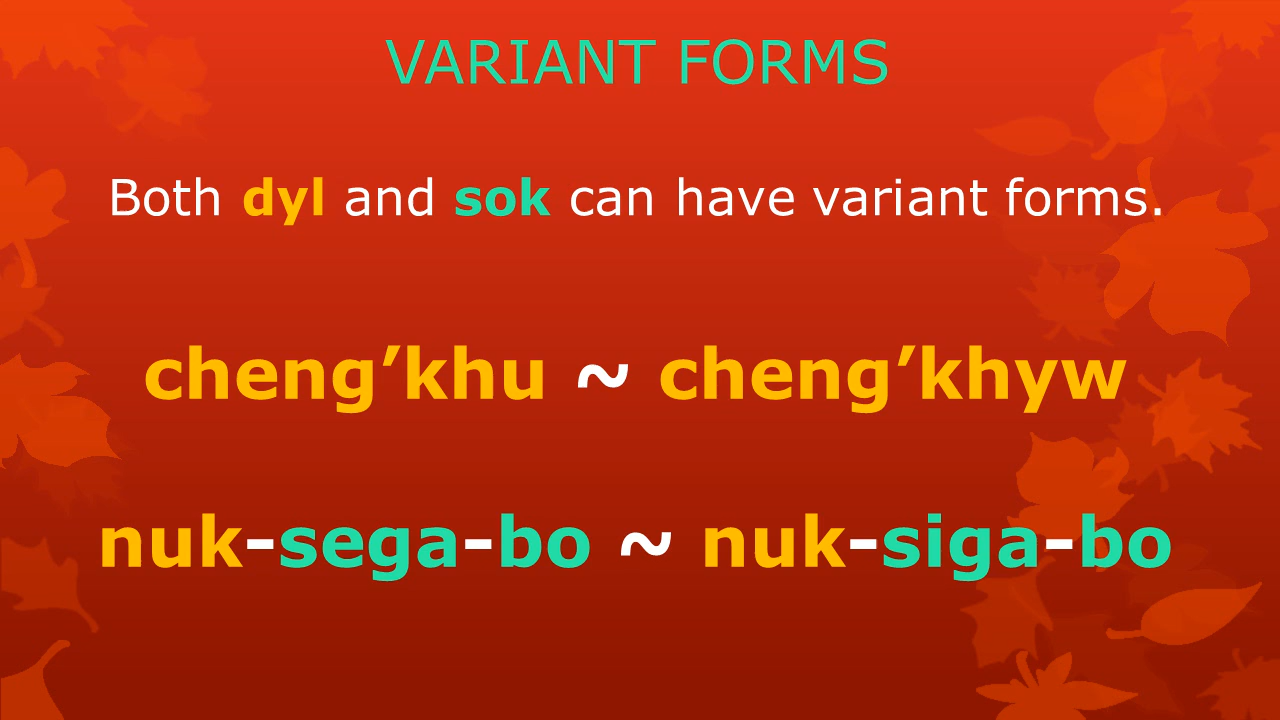 VARIANT FORMS
Both dyl and sok can have variant forms.
cheng’khu ~ cheng’khyw
nuk-sega-bo ~ nuk-siga-bo